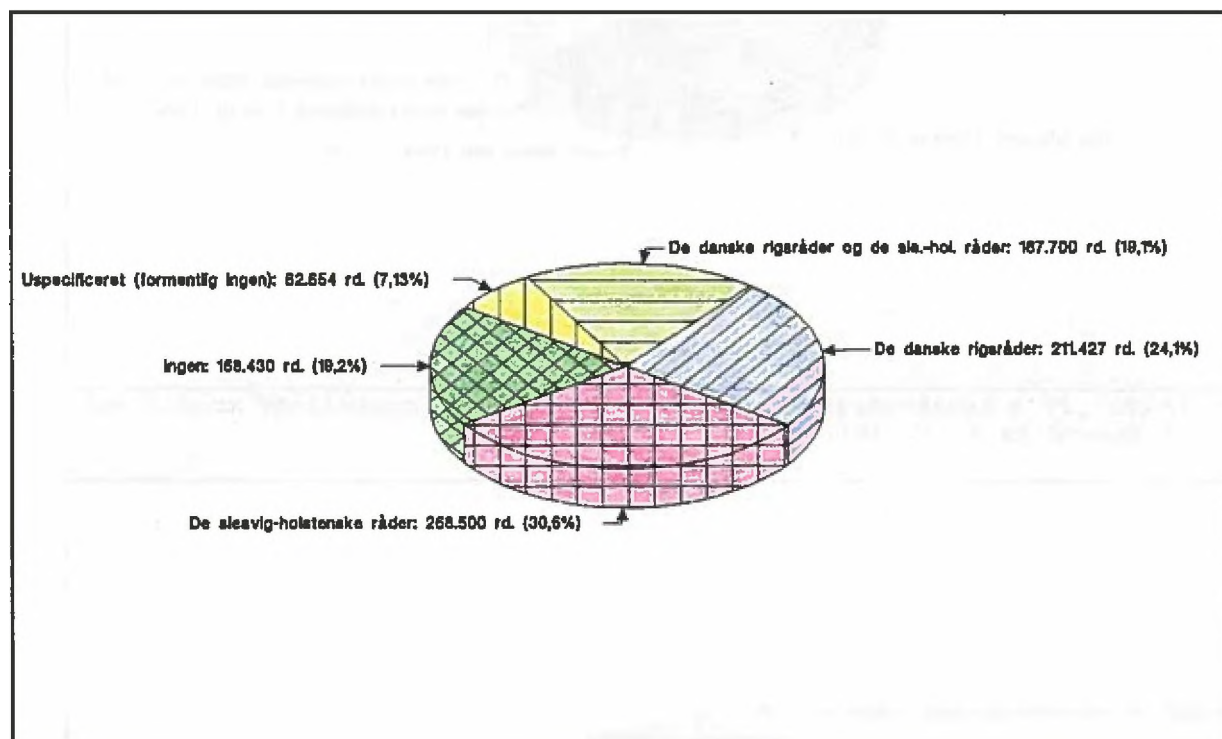 De danske rigsråder og de sle.-hol. råder: 167.700 rd. (19,1%)
Uspecificeret (formentlig ingen): 62.654 rd. (7,13%)
De danske rigsråder: 211.427 rd. (24,1%)
Ingen: 168.430 rd. (19,2%)
De slesvig-holstenske råder: 268.500 rd. (30,6%)